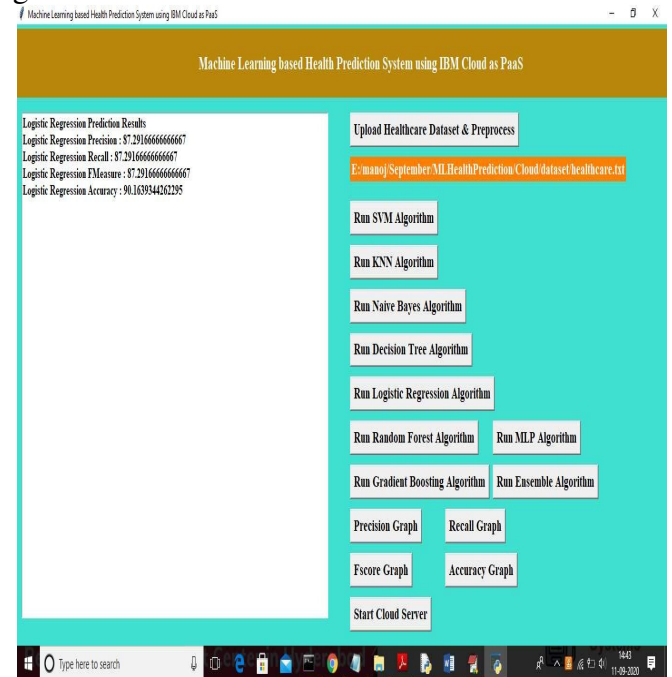 Machine Learning based Health Prediction System using IBM Cloud as PaaS
Machine Learning based Health Prediction System using IBM Cloud as PaaS
Logistic Regression Prediction Results
Logistic Regression Precision : 87.29166666666667
Logistic Regression Recall : 87.29166666666667
Logistic Regression FMeasure : 87.29166666666667
Logistic Regression Accuracy : 90.1639344262295
Upload Healthcare Dataset & Preprocess
E:/manoj/September/MLHealthPrediction/Cloud/dataset/healthcare.txt
Run SVM Algorithm
Run KNN Algorithm
Run Naive Bayes Algorithm
Run Decision Tree Algorithm
Run Logistic Regression Algorithm
Run Random Forest Algorithm Run MLP Algorithm
Run Gradient Boosting Algorithm Run Ensemble Algorithm
Precision Graph Recall Graph
Fscore Graph Accuracy Graph
Start Cloud Server
Type here to search
14:43
11-09-2020